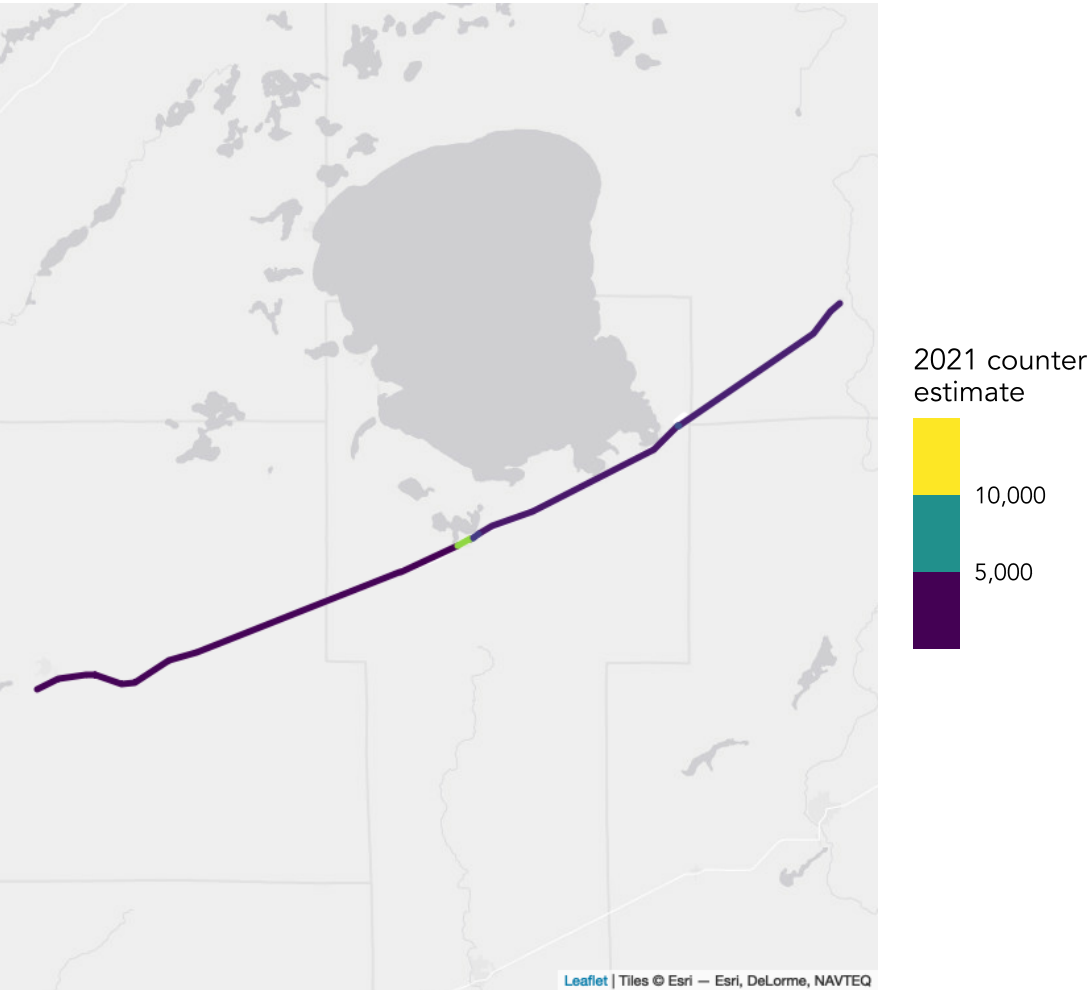 2021 counter
estimate
10,000
5,000
Leaflet | Tiles © Esri — Esri, DeLorme, NAVTEQ